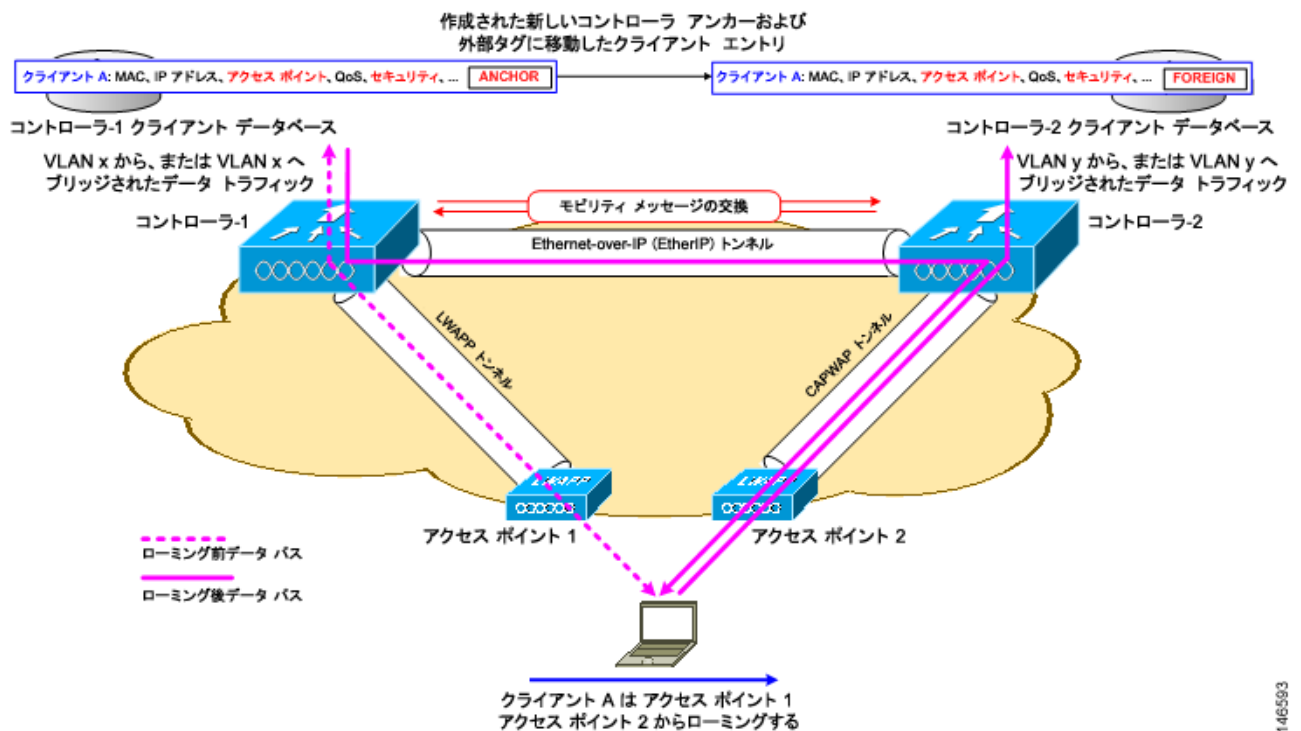 作成された新しいコントローラ アンカーおよび
外部タグに移動したクライアント エントリ
クライアント A: MAC、IP アドレス、アクセス ポイント、QoS、セキュリティ、... ANCHOR
クライアント A: MAC、IP アドレス、アクセス ポイント、QoS、セキュリティ、... FOREIGN
コントローラ-1 クライアント データベース
コントローラ-2 クライアント データベース
VLAN x から、または VLAN x へ
ブリッジされたデータ トラフィック
VLAN y から、または VLAN y へ
ブリッジされたデータ トラフィック
コントローラ-1
モビリティ メッセージの交換
コントローラ-2
Ethernet-over-IP (EtherIP) トンネル
LWAPP トンネル
CAPWAP トンネル
LWAPP
LWAPP
アクセス ポイント 1
アクセス ポイント 2
ローミング前データ パス
ローミング後データ パス
クライアント A は アクセス ポイント 1
アクセス ポイント 2 からローミングする
146593